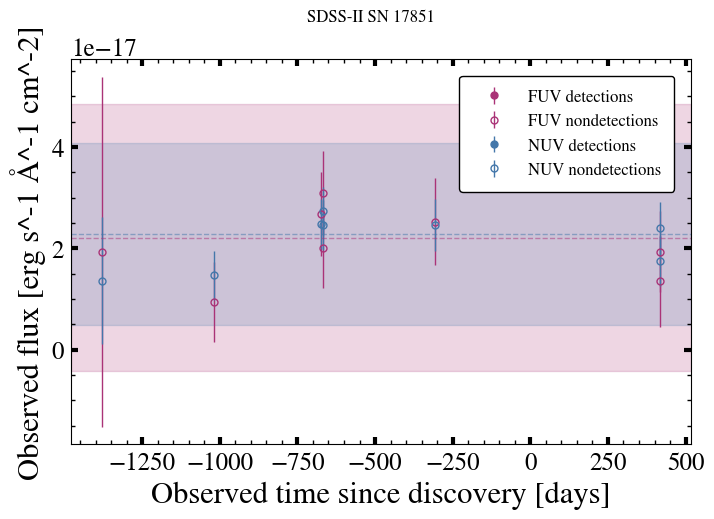 SDSS-II SN 17851
1e−17
Observed flux [erg s^-1 Å^-1 cm^-2]
4
2
0
FUV detections
FUV nondetections
NUV detections
NUV nondetections
−1250 −1000 −750 −500 −250 0 250 500
Observed time since discovery [days]